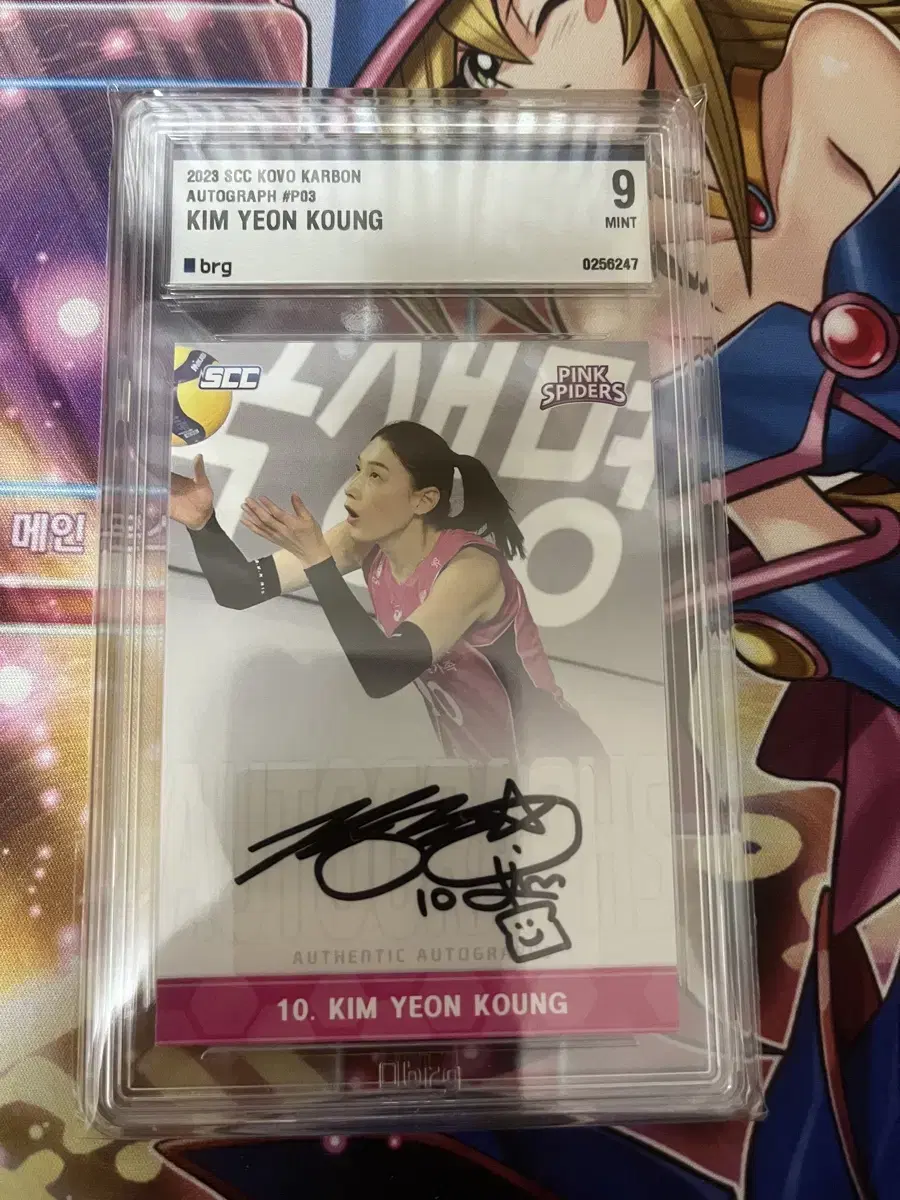 2023 SCC KOVO KARBON
AUTOGRAPH #P03
KIM YEON KOUNG
9
MINT
brg
0256247
SCC
PINK
SPIDERS
메인
10
AUTHENTIC AUTOGRAPH
10. KIM YEON KOUNG